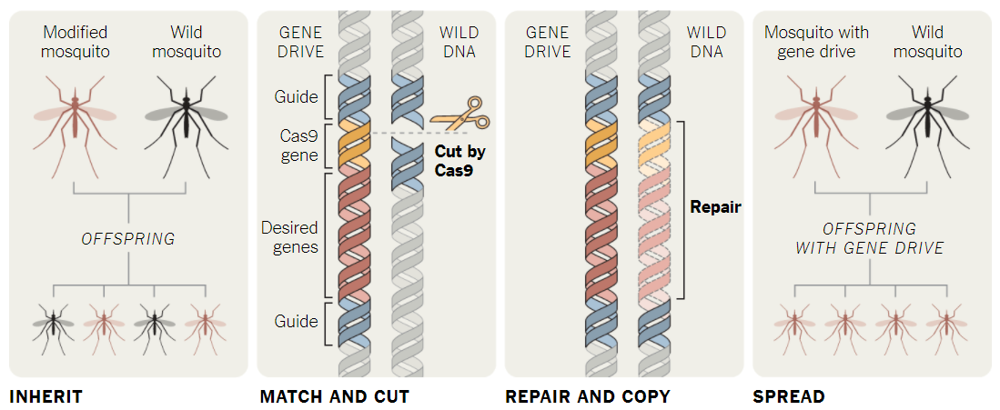 Modified
mosquito
Wild
mosquito
OFFSPRING
INHERIT
GENE
DRIVE
WILD
DNA
Guide
Cas9
gene
Cut by
Cas9
Desired
genes
Guide
MATCH AND CUT
GENE
DRIVE
WILD
DNA
Repair
REPAIR AND COPY
Mosquito with
gene drive
Wild
mosquito
OFFSPRING
WITH GENE DRIVE
SPREAD